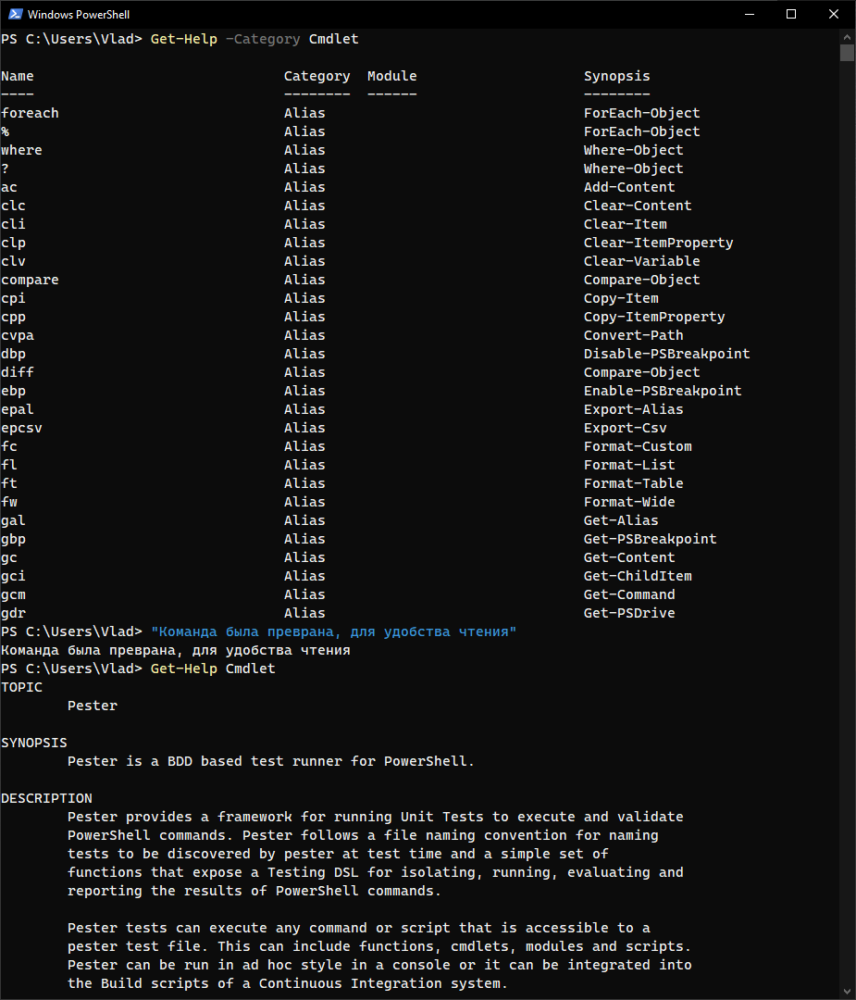 Windows PowerShell
PS C:\Users\Vlad> Get-Help -Category Cmdlet
Name Category Module Synopsis
---- -------- ------ --------
foreach Alias ForEach-Object
% Alias ForEach-Object
where Alias Where-Object
? Alias Where-Object
ac Alias Add-Content
clc Alias Clear-Content
cli Alias Clear-Item
clp Alias Clear-ItemProperty
clv Alias Clear-Variable
compare Alias Compare-Object
cpi Alias Copy-Item
cpp Alias Copy-ItemProperty
cvpa Alias Convert-Path
dbp Alias Disable-PSBreakpoint
diff Alias Compare-Object
ebp Alias Enable-PSBreakpoint
epal Alias Export-Alias
epcsv Alias Export-Csv
fc Alias Format-Custom
fl Alias Format-List
ft Alias Format-Table
fw Alias Format-Wide
gal Alias Get-Alias
gbp Alias Get-PSBreakpoint
gc Alias Get-Content
gci Alias Get-ChildItem
gcm Alias Get-Command
gdr Alias Get-PSDrive
PS C:\Users\Vlad> "Команда была преврана, для удобства чтения"
Команда была преврана, для удобства чтения
PS C:\Users\Vlad> Get-Help Cmdlet
TOPIC
Pester
SYNOPSIS
Pester is a BDD based test runner for PowerShell.
DESCRIPTION
Pester provides a framework for running Unit Tests to execute and validate
PowerShell commands. Pester follows a file naming convention for naming
tests to be discovered by pester at test time and a simple set of
functions that expose a Testing DSL for isolating, running, evaluating and
reporting the results of PowerShell commands.
Pester tests can execute any command or script that is accessible to a
pester test file. This can include functions, cmdlets, modules and scripts.
Pester can be run in ad hoc style in a console or it can be integrated into
the Build scripts of a Continuous Integration system.